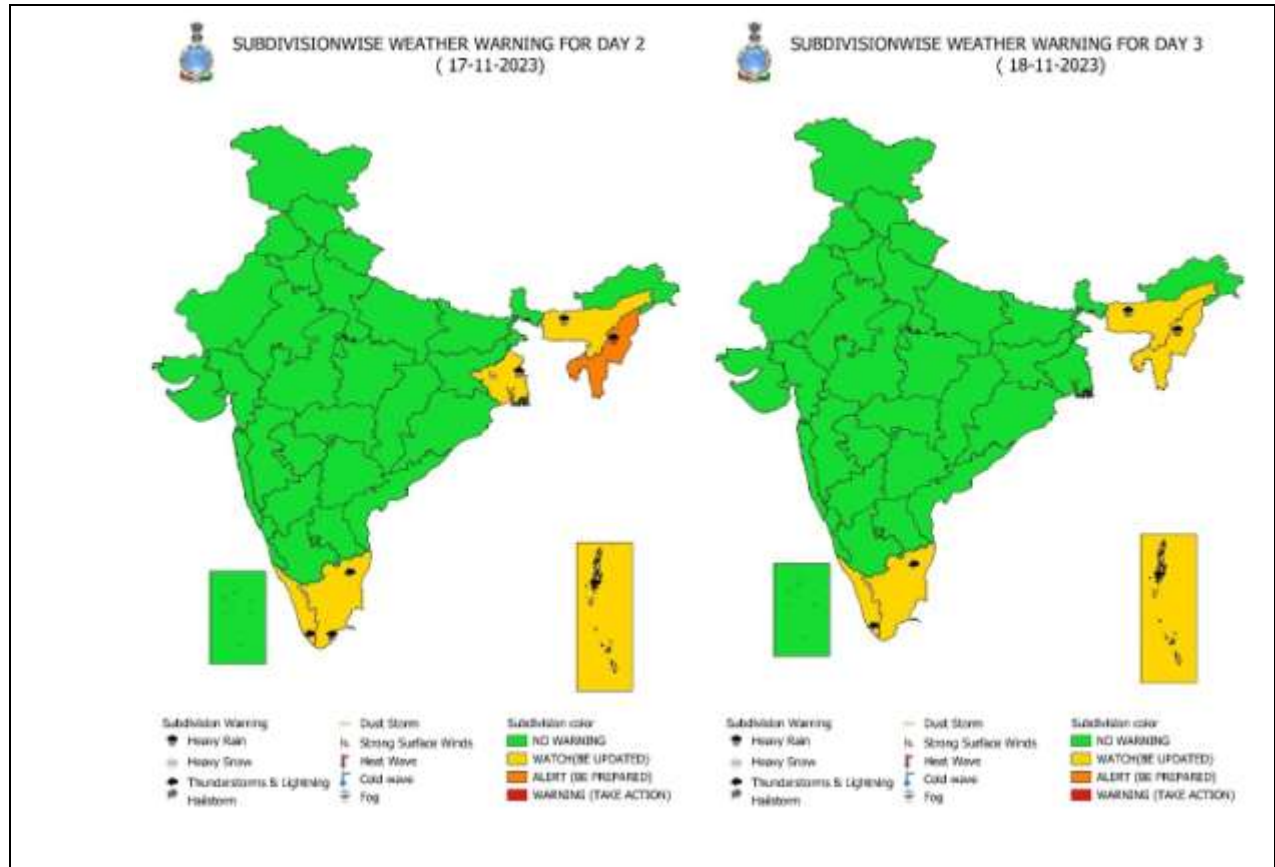 SUBDIVISIONWISE WEATHER WARNING FOR DAY 2
( 17-11-2023)
Subdivision Warning
Heavy Rain
Heavy Snow
Thunderstorms & Lightning
Hailstorm
Dust Storm
Strong Surface Winds
Heat Wave
Cold wave
Fog
Subdivision color
NO WARNING
WATCH(BE UPDATED)
ALERT (BE PREPARED)
WARNING (TAKE ACTION)
SUBDIVISIONWISE WEATHER WARNING FOR DAY 3
( 18-11-2023)
Subdivision Warning
Heavy Rain
Heavy Snow
Thunderstorms & Lightning
Hailstorm
Dust Storm
Strong Surface Winds
Heat Wave
Cold wave
Fog
Subdivision color
NO WARNING
WATCH(BE UPDATED)
ALERT (BE PREPARED)
WARNING (TAKE ACTION)